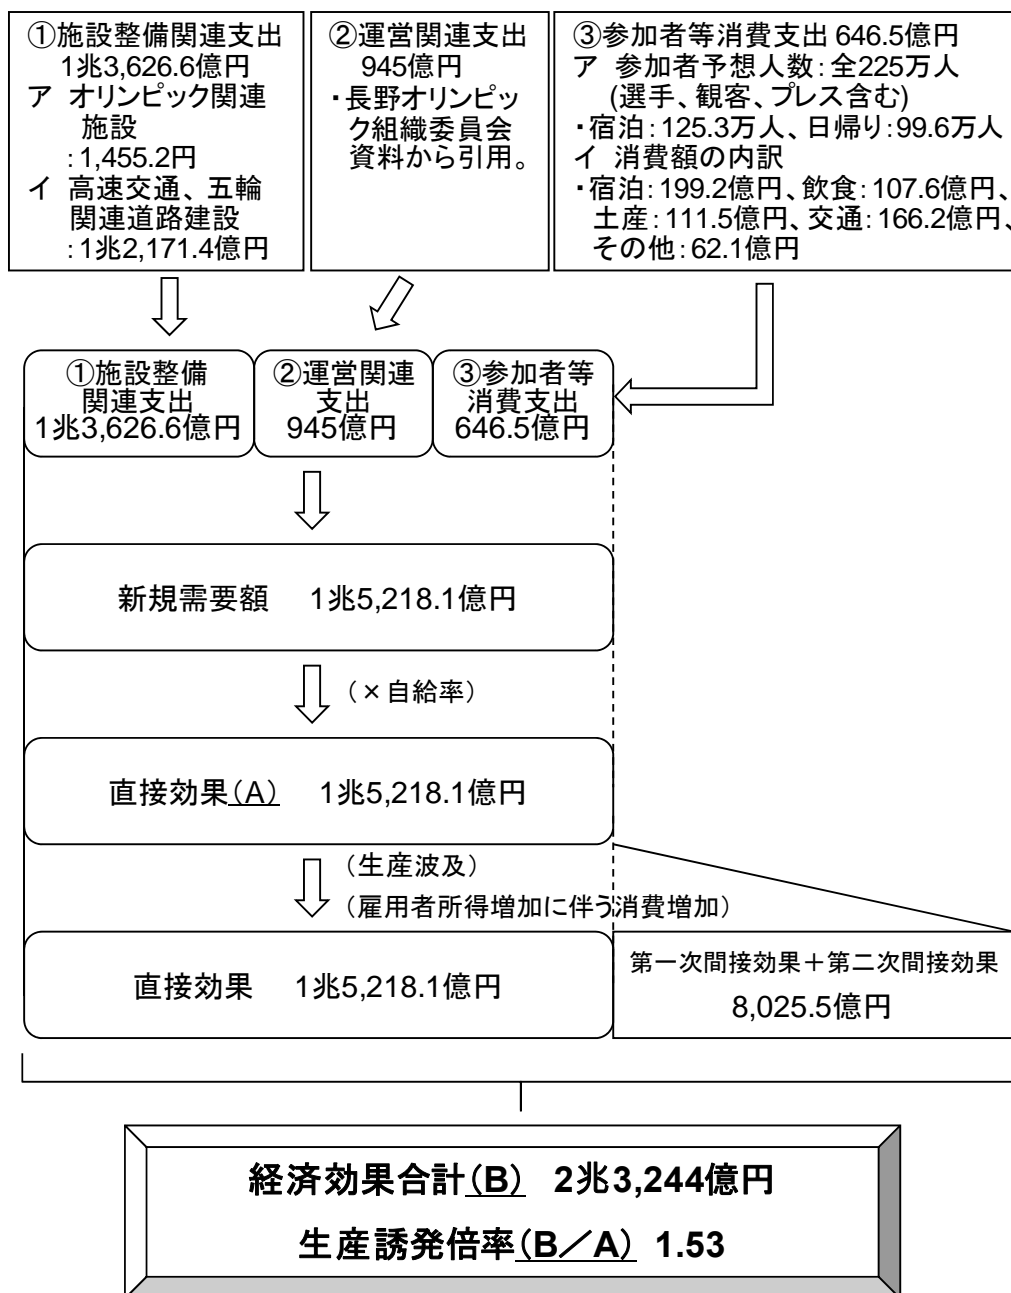 ①施設整備関連支出
1兆3,626.6億円
ア オリンピック関連
施設
:1,455.2円
イ 高速交通、五輪
関連道路建設
:1兆2,171.4億円
②運営関連支出
945億円
・長野オリンピッ
ク組織委員会
資料から引用。
③参加者等消費支出 646.5億円
ア 参加者予想人数:全225万人
(選手、観客、プレス含む)
・宿泊:125.3万人、日帰り:99.6万人
イ 消費額の内訳
・宿泊:199.2億円、飲食:107.6億円、
土産:111.5億円、交通:166.2億円、
その他:62.1億円
①施設整備
関連支出
1兆3,626.6億円
②運営関連
支出
945億円
③参加者等
消費支出
646.5億円
新規需要額 1兆5,218.1億円
(×自給率)
直接効果(A) 1兆5,218.1億円
(生産波及)
(雇用者所得増加に伴う消費増加)
直接効果 1兆5,218.1億円
第一次間接効果+第二次間接効果
8,025.5億円
経済効果合計(B) 2兆3,244億円
生産誘発倍率(B/A) 1.53